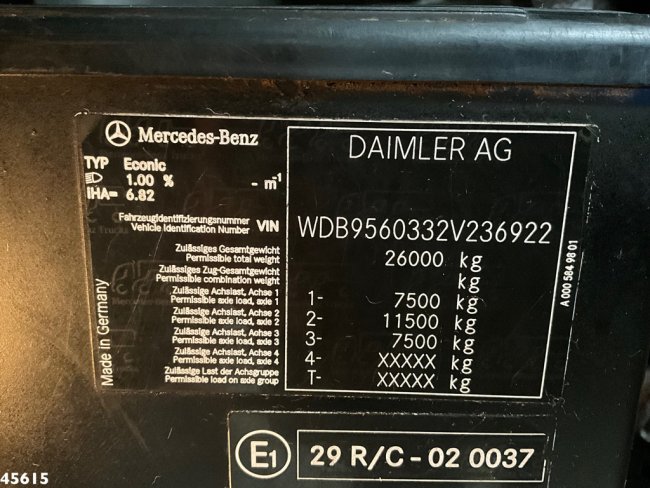 Mercedes-Benz
DAIMLER AG
TYP Econic
1.00 % - m⁻¹
IHA= 6.82
Fahrzeugidentifizierungsnummer
Vehicle Identification Number VIN WDB9560332V236922
Zulässiges Gesamtgewicht
Permissible total weight 26000 kg
Zulässiges Zug-Gesamtgewicht
Permissible combination weight kg
Zulässige Achslast, Achse 1
Permissible axle load, axle 1 1- 7500 kg
Zulässige Achslast, Achse 2
Permissible axle load, axle 2 2- 11500 kg
Zulässige Achslast, Achse 3
Permissible axle load, axle 3 3- 7500 kg
Zulässige Achslast, Achse 4
Permissible axle load, axle 4 4- XXXXX kg
Zulässige Last der Achsgruppe
Permissible load on axle group T- XXXXX kg
Made in Germany
A 000 584 98 01
E1 29 R/C - 02 0037
45615